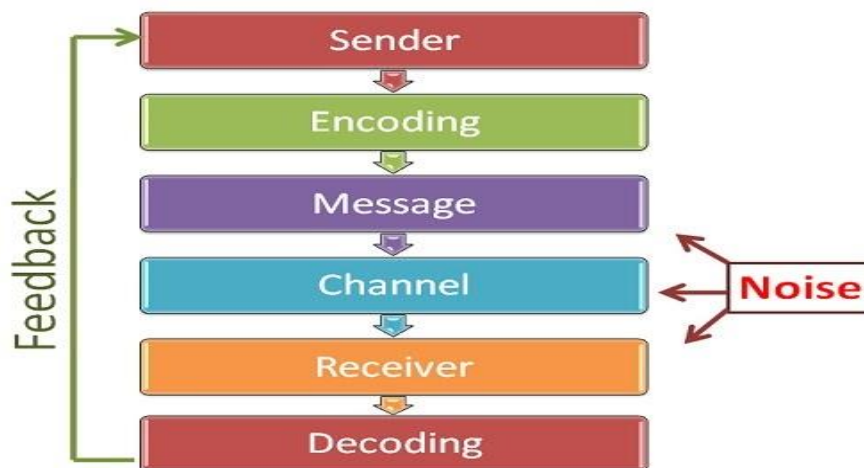 Sender
Encoding
Message
Channel
Receiver
Decoding
Feedback
Noise